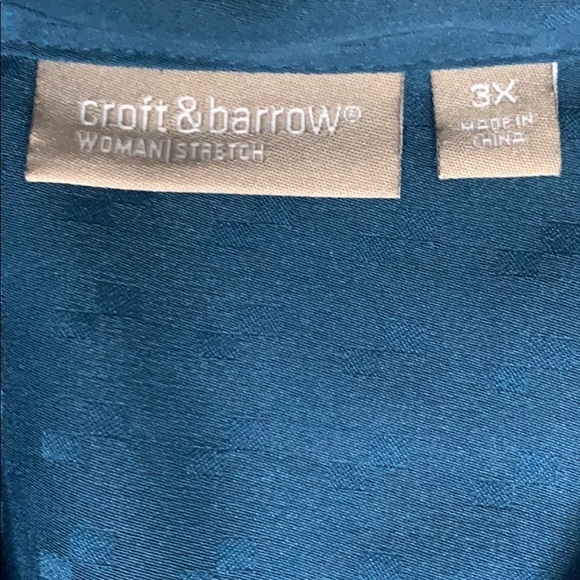 croft & barrow®
WOMAN | STRETCH
3X
MADE IN
CHINA